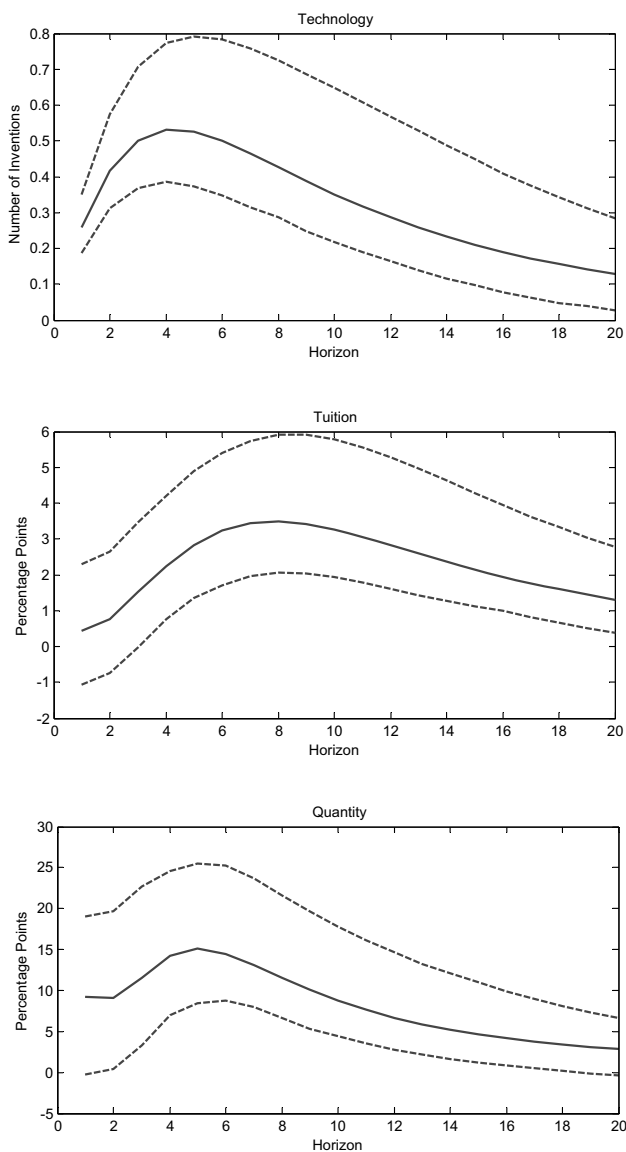 Technology
0.8
0.7
0.6
0.5
0.4
0.3
0.2
0.1
0
Number of Inventions
0 2 4 6 8 10 12 14 16 18 20
Horizon
Tuition
6
5
4
3
2
1
0
-1
-2
Percentage Points
0 2 4 6 8 10 12 14 16 18 20
Horizon
Quantity
30
25
20
15
10
5
0
-5
Percentage Points
0 2 4 6 8 10 12 14 16 18 20
Horizon